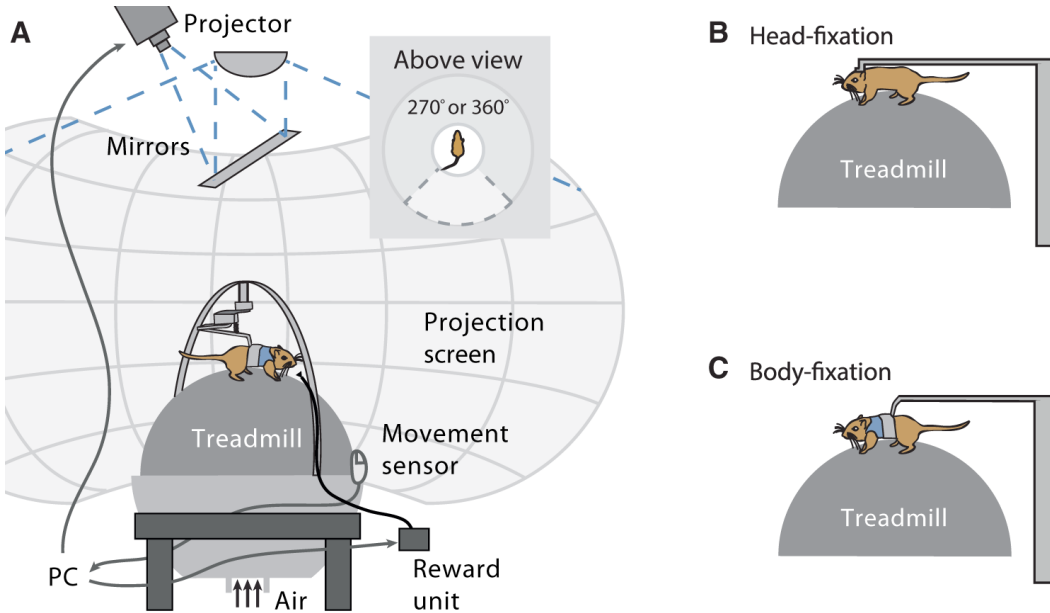 A
Projector
Mirrors
Above view
270° or 360°
Projection
screen
Treadmill
Movement
sensor
PC
Air
Reward
unit
B Head-fixation
Treadmill
C Body-fixation
Treadmill